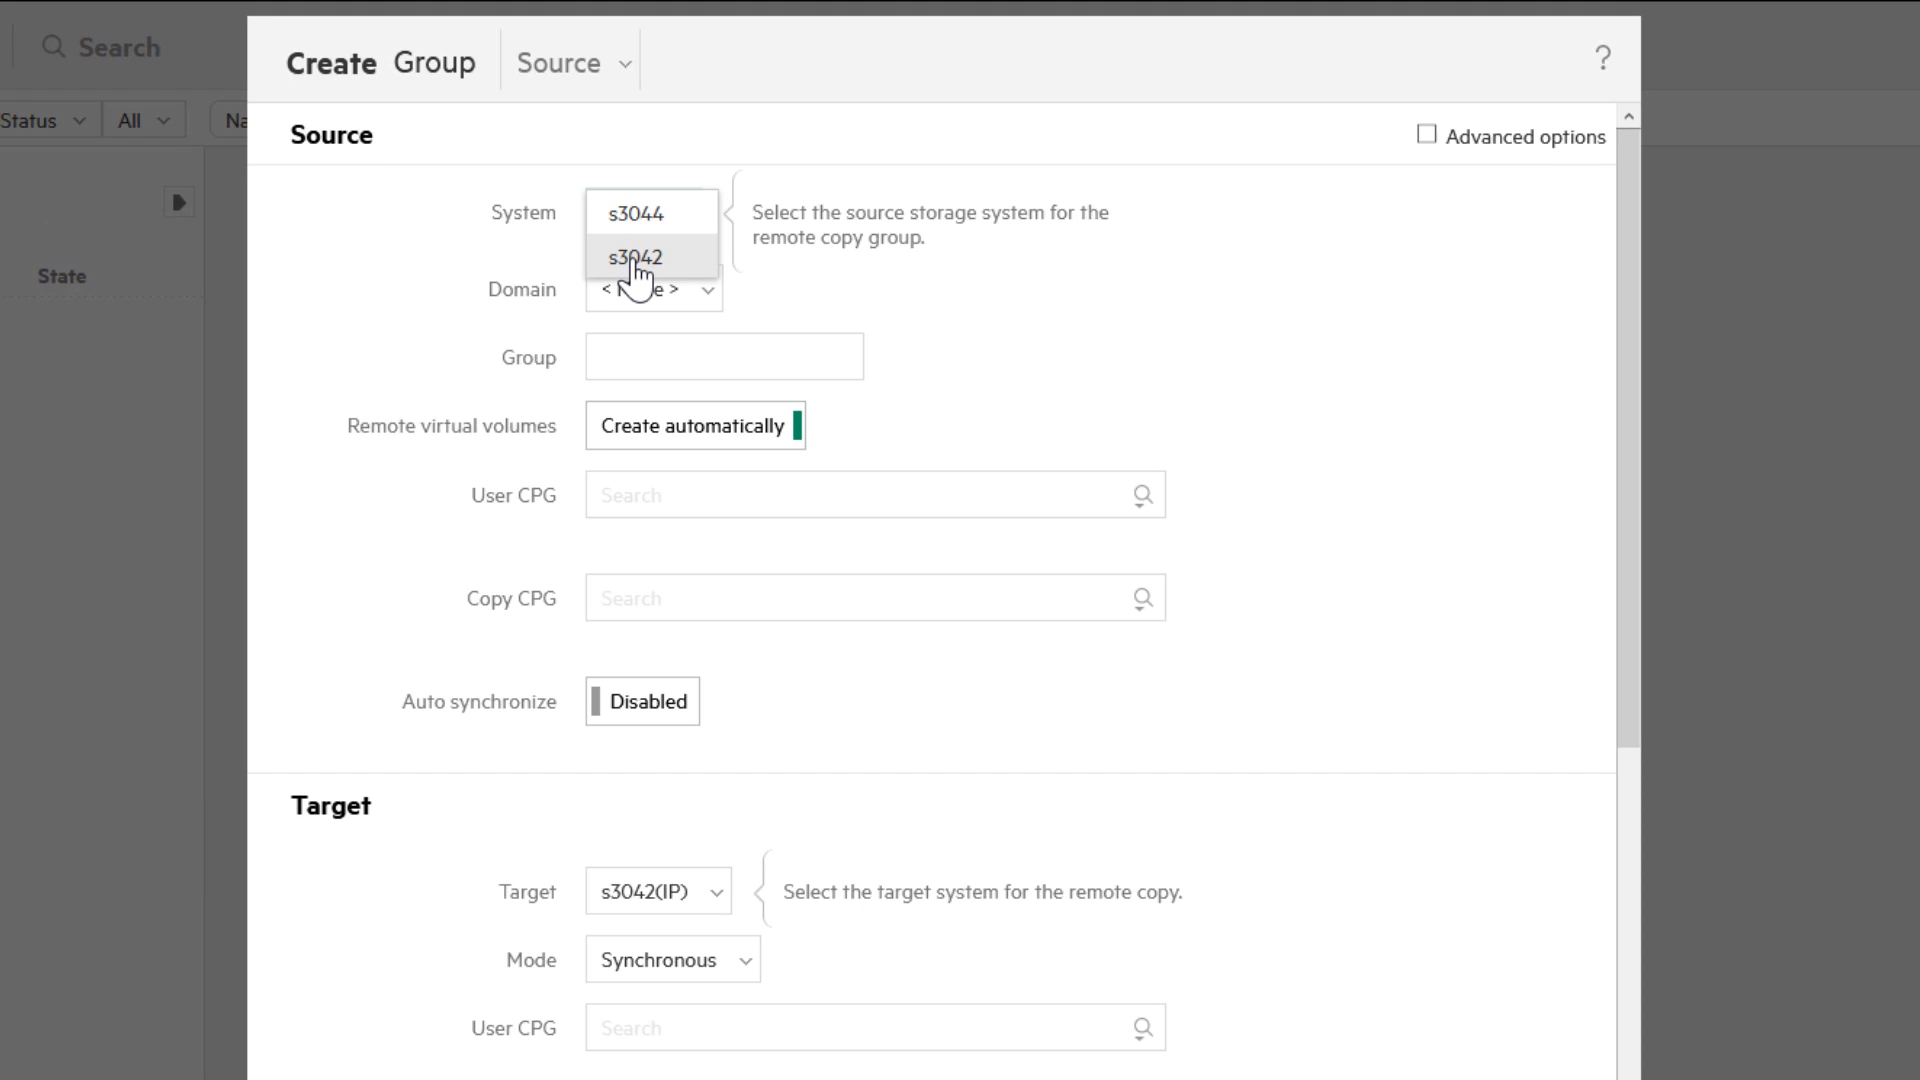 Search
Create Group
Source
?
Status
All
Na
Source
Advanced options
System
s3044
s3042
Select the source storage system for the
remote copy group.
State
Domain
Group
Remote virtual volumes
Create automatically
User CPG
Search
Copy CPG
Search
Auto synchronize
Disabled
Target
Target
s3042(IP)
Select the target system for the remote copy.
Mode
Synchronous
User CPG
Search